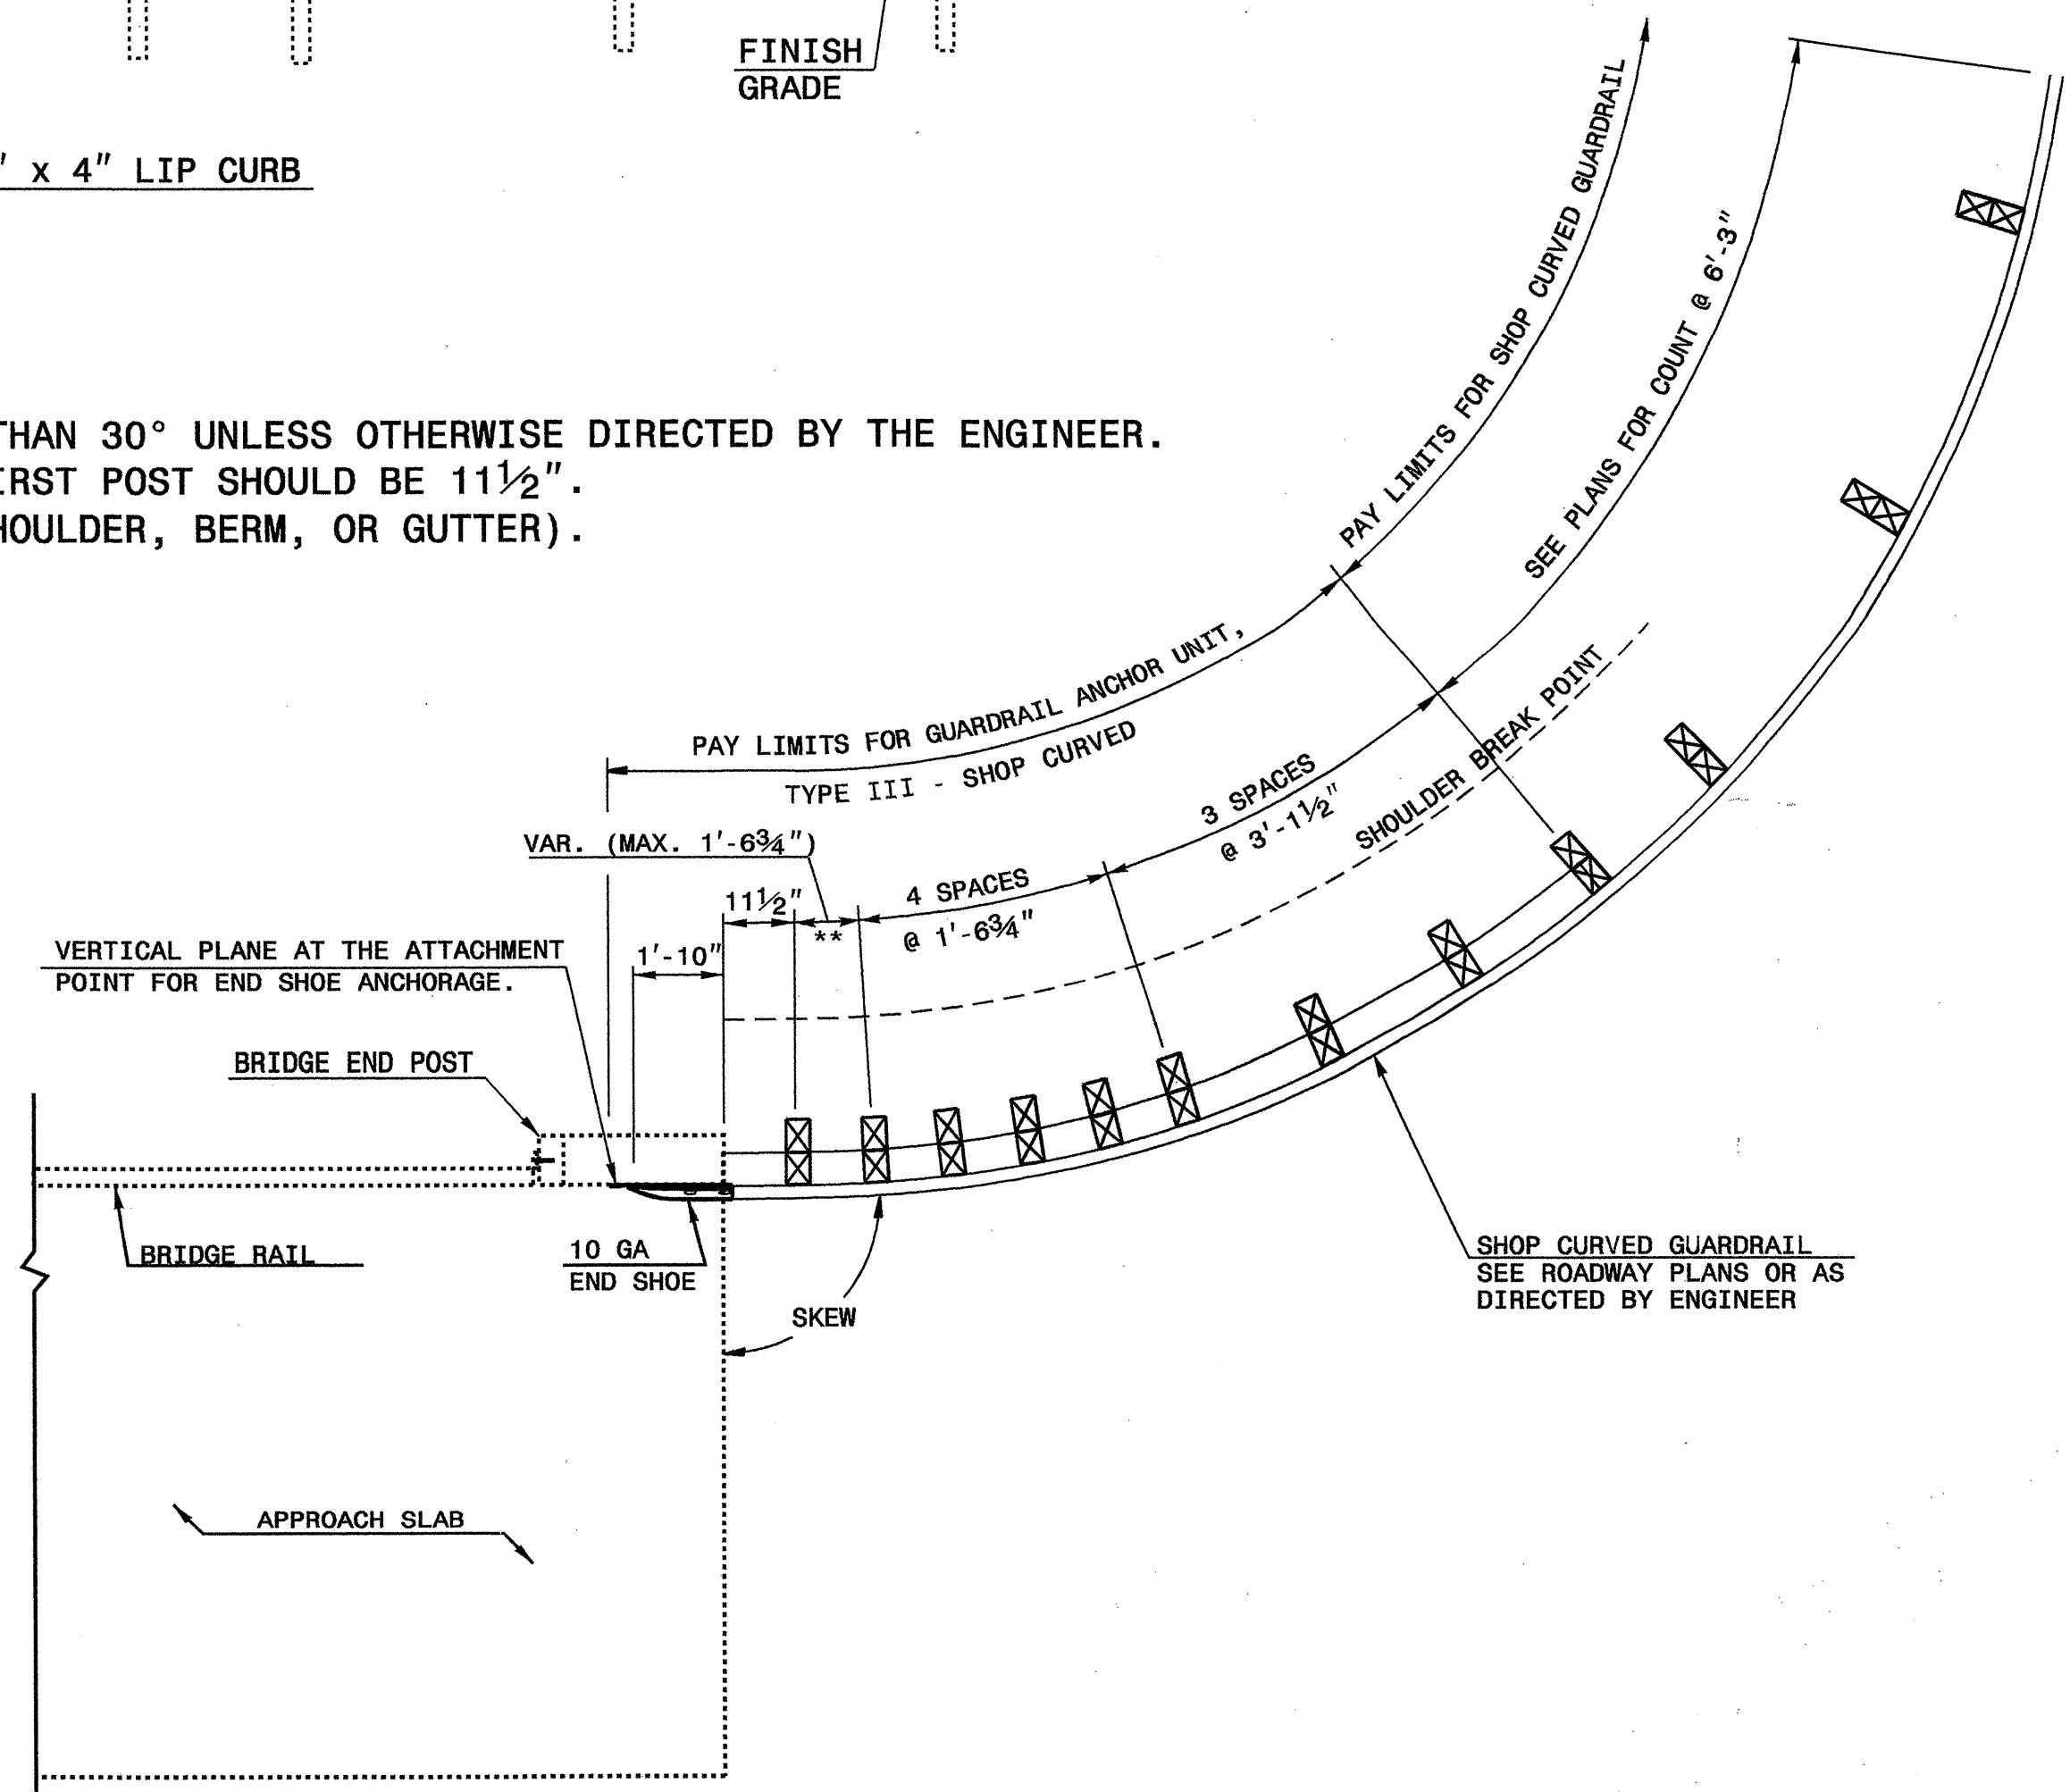 FINISH
GRADE
' x 4" LIP CURB
THAN 30° UNLESS OTHERWISE DIRECTED BY THE ENGINEER.
IRST POST SHOULD BE 11½".
HOULDER, BERM, OR GUTTER).
PAY LIMITS FOR SHOP CURVED GUARDRAIL
SEE PLANS FOR COUNT @ 6'-3"
PAY LIMITS FOR GUARDRAIL ANCHOR UNIT,
TYPE III - SHOP CURVED
3 SPACES
@ 3'-1½"
SHOULDER BREAK POINT
VAR. (MAX. 1'-6¾")
11½"
**
4 SPACES
@ 1'-6¾"
1'-10"
VERTICAL PLANE AT THE ATTACHMENT
POINT FOR END SHOE ANCHORAGE.
BRIDGE END POST
BRIDGE RAIL
10 GA
END SHOE
SKEW
SHOP CURVED GUARDRAIL
SEE ROADWAY PLANS OR AS
DIRECTED BY ENGINEER
APPROACH SLAB